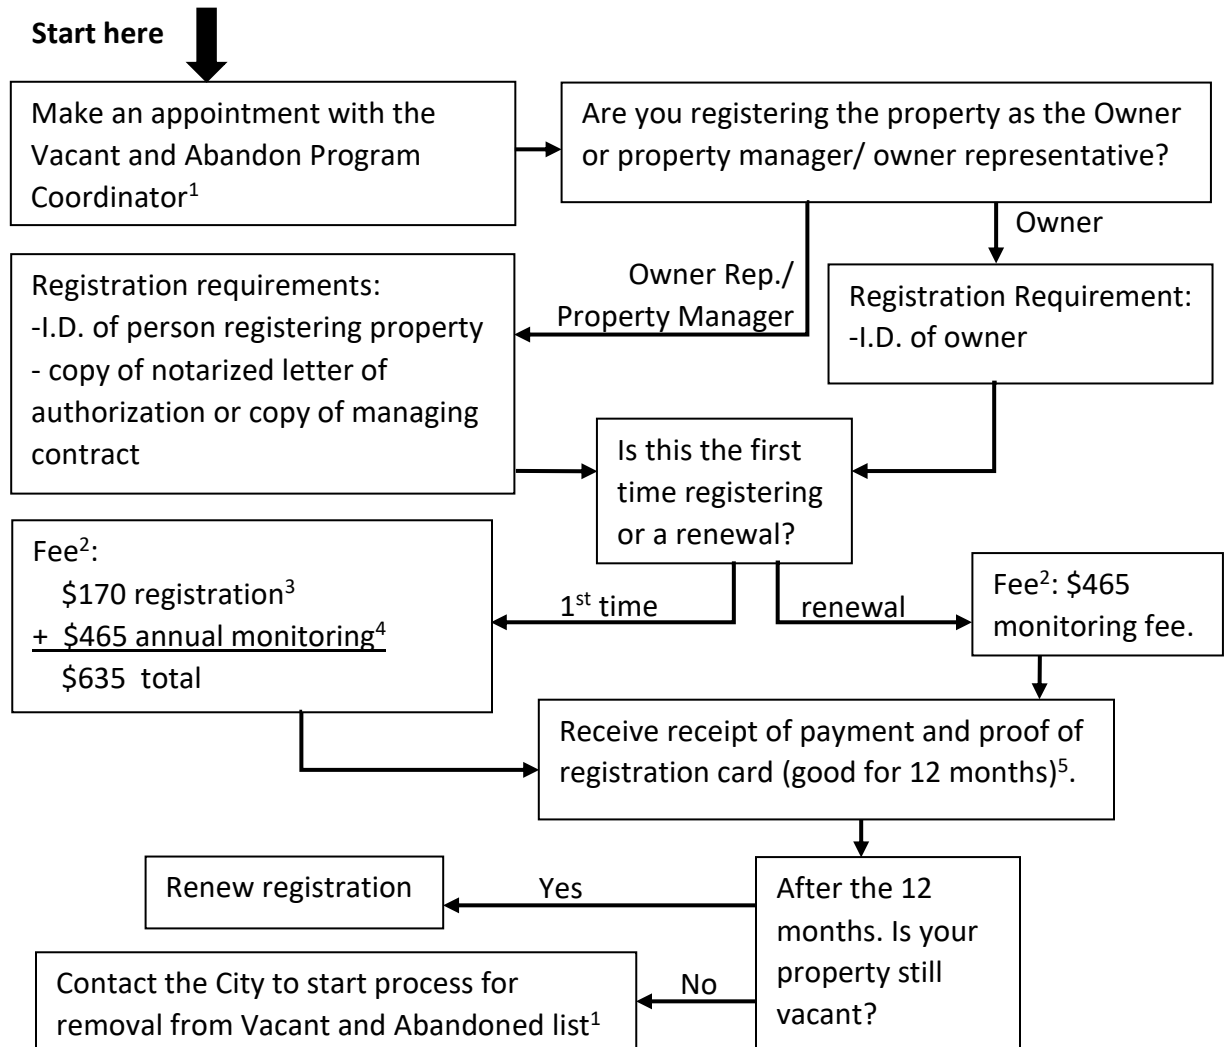 Start here
Make an appointment with the
Vacant and Abandon Program
Coordinator¹
Are you registering the property as the Owner
or property manager/ owner representative?
Owner
Owner Rep./
Property Manager
Registration requirements:
-I.D. of person registering property
- copy of notarized letter of
authorization or copy of managing
contract
Registration Requirement:
-I.D. of owner
Is this the first
time registering
or a renewal?
1st time
renewal
Fee²:
$170 registration³
+ $465 annual monitoring⁴
$635 total
Fee²: $465
monitoring fee.
Receive receipt of payment and proof of
registration card (good for 12 months)⁵.
After the 12
months. Is your
property still
vacant?
Yes
Renew registration
No
Contact the City to start process for
removal from Vacant and Abandoned list¹